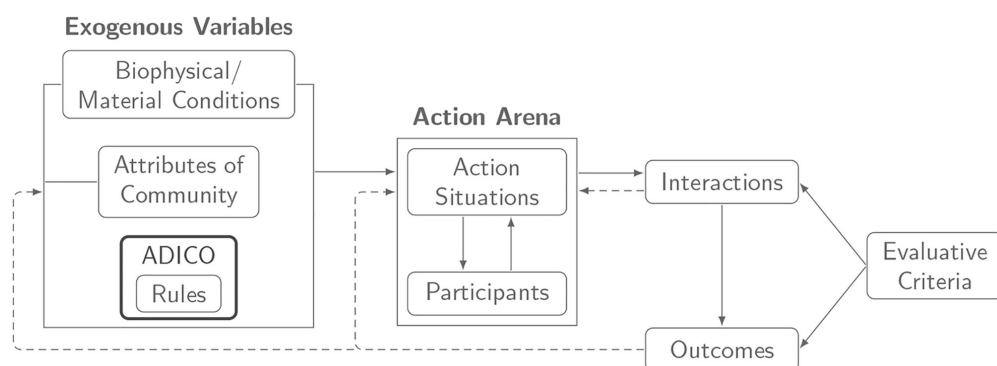 Exogenous Variables
Biophysical/
Material Conditions
Attributes of
Community
ADICO
Rules
Action Arena
Action
Situations
Participants
Interactions
Outcomes
Evaluative
Criteria